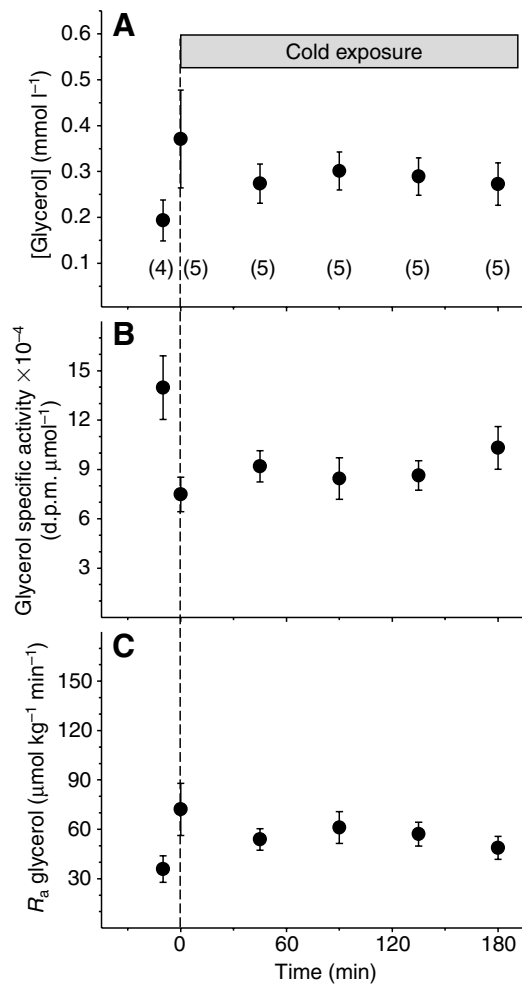 A
Cold exposure
[Glycerol] (mmol l⁻¹)
0.6
0.5
0.4
0.3
0.2
0.1
(4) (5) (5) (5) (5) (5)
B
Glycerol specific activity ×10⁻⁴
(d.p.m. μmol⁻¹)
15
12
9
6
3
C
Rₐ glycerol (μmol kg⁻¹ min⁻¹)
150
120
90
60
30
0 60 120 180
Time (min)